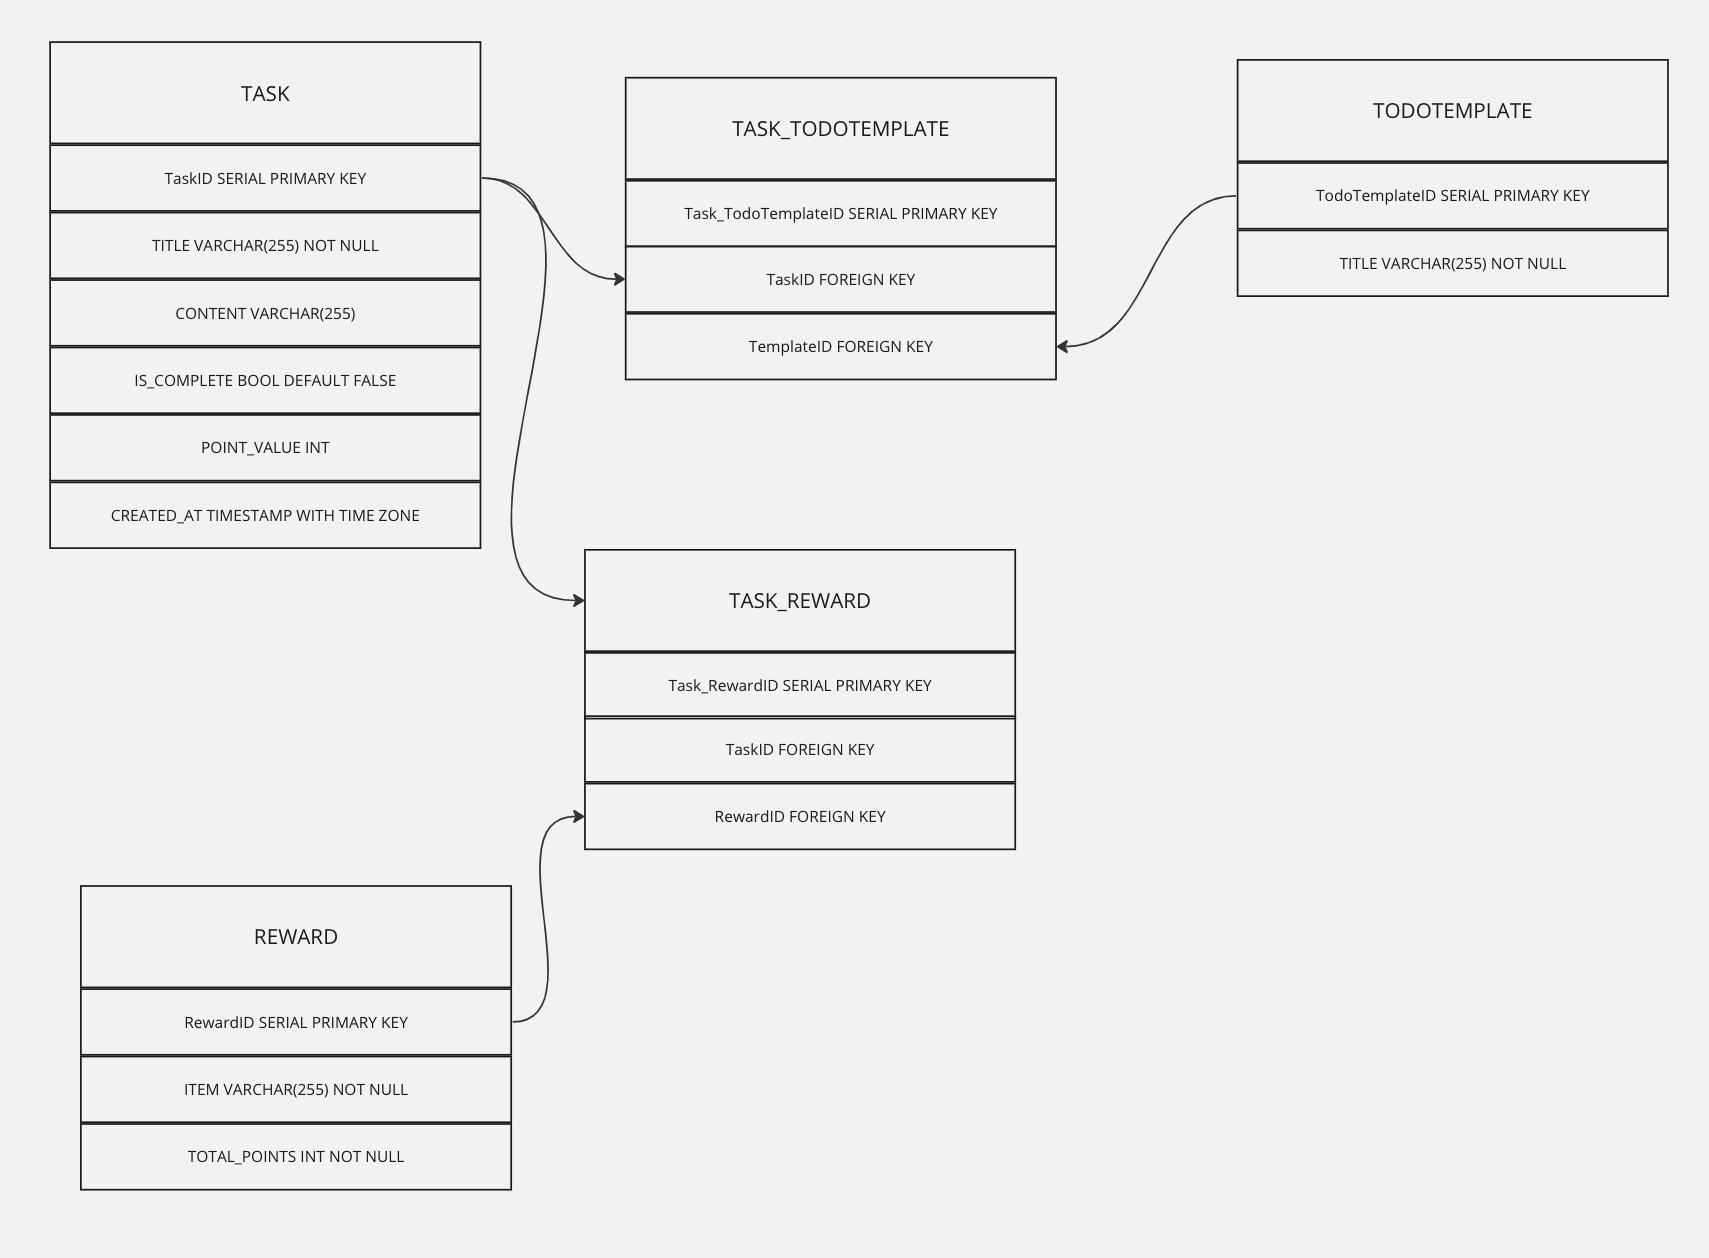 TASK
TaskID SERIAL PRIMARY KEY
TITLE VARCHAR(255) NOT NULL
CONTENT VARCHAR(255)
IS_COMPLETE BOOL DEFAULT FALSE
POINT_VALUE INT
CREATED_AT TIMESTAMP WITH TIME ZONE
TASK_TODOTEMPLATE
Task_TodoTemplateID SERIAL PRIMARY KEY
TaskID FOREIGN KEY
TemplateID FOREIGN KEY
TODOTEMPLATE
TodoTemplateID SERIAL PRIMARY KEY
TITLE VARCHAR(255) NOT NULL
TASK_REWARD
Task_RewardID SERIAL PRIMARY KEY
TaskID FOREIGN KEY
RewardID FOREIGN KEY
REWARD
RewardID SERIAL PRIMARY KEY
ITEM VARCHAR(255) NOT NULL
TOTAL_POINTS INT NOT NULL